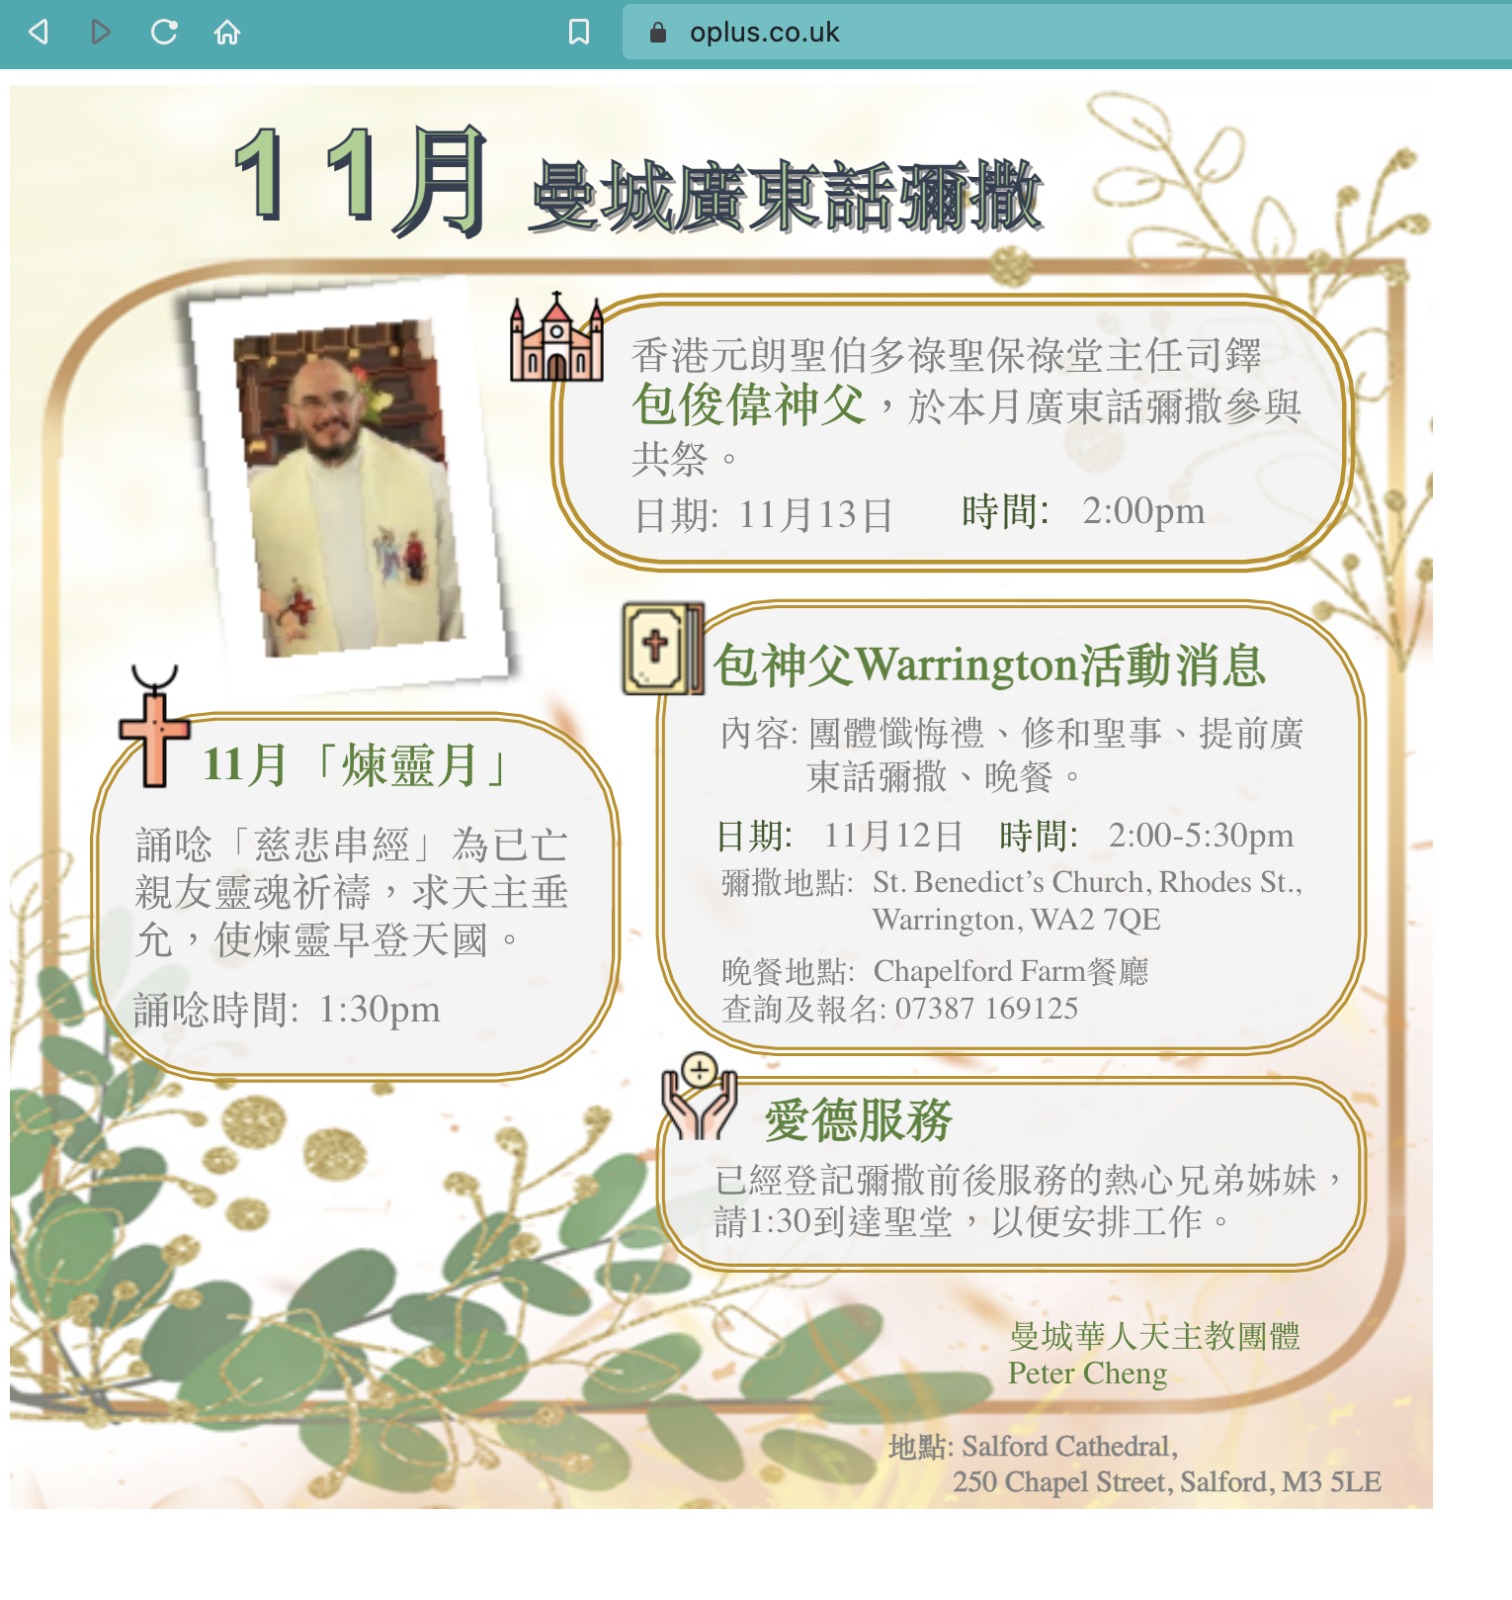 oplus.co.uk
11月 曼城廣東話彌撒
香港元朗聖伯多祿聖保祿堂主任司鐸
包俊偉神父，於本月廣東話彌撒參與
共祭。
日期: 11月13日 時間: 2:00pm
包神父Warrington活動消息
內容: 團體懺悔禮、修和聖事、提前廣
東話彌撒、晚餐。
日期: 11月12日 時間: 2:00-5:30pm
彌撒地點: St. Benedict’s Church, Rhodes St.,
Warrington, WA2 7QE
晚餐地點: Chapelford Farm餐廳
查詢及報名: 07387 169125
11月「煉靈月」
誦唸「慈悲串經」為已亡
親友靈魂祈禱，求天主垂
允，使煉靈早登天國。
誦唸時間: 1:30pm
愛德服務
已經登記彌撒前後服務的熱心兄弟姊妹，
請1:30到達聖堂，以便安排工作。
曼城華人天主教團體
Peter Cheng
地點: Salford Cathedral,
250 Chapel Street, Salford, M3 5LE